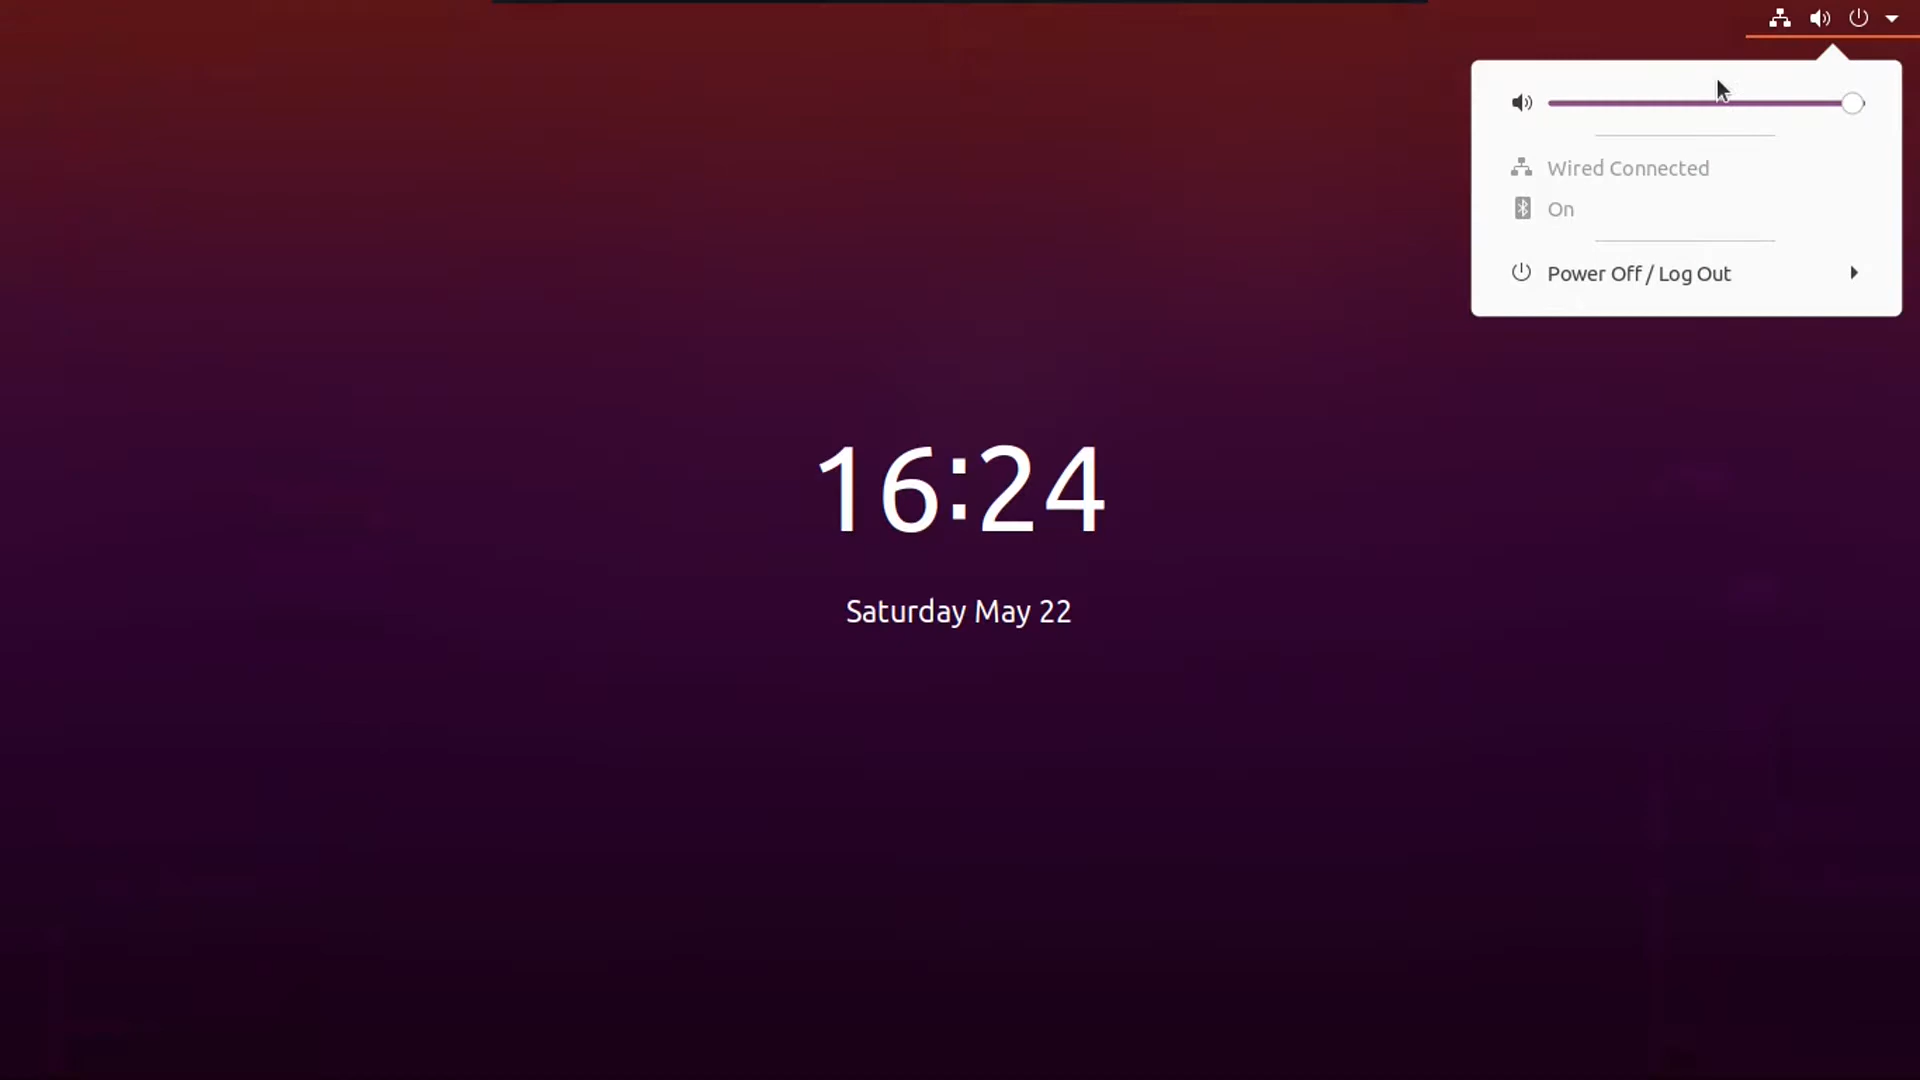 Wired Connected
On
Power Off / Log Out
16:24
Saturday May 22